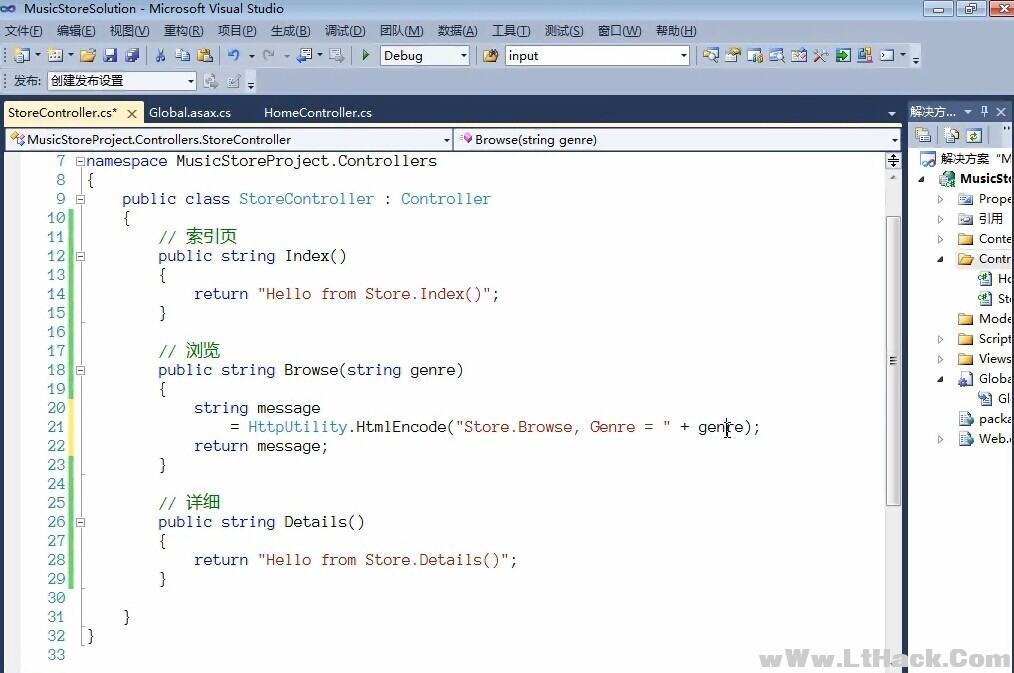 MusicStoreSolution - Microsoft Visual Studio
文件(F) 编辑(E) 视图(V) 重构(R) 项目(P) 生成(B) 调试(D) 团队(M) 数据(A) 工具(T) 测试(S) 窗口(W) 帮助(H)
Debug input
发布: 创建发布设置
StoreController.cs* Global.asax.cs HomeController.cs
MusicStoreProject.Controllers.StoreController Browse(string genre)
7 namespace MusicStoreProject.Controllers
8 {
9 public class StoreController : Controller
10 {
11 // 索引页
12 public string Index()
13 {
14 return "Hello from Store.Index()";
15 }
16
17 // 浏览
18 public string Browse(string genre)
19 {
20 string message
21 = HttpUtility.HtmlEncode("Store.Browse, Genre = " + genre);
22 return message;
23 }
24
25 // 详细
26 public string Details()
27 {
28 return "Hello from Store.Details()";
29 }
30
31 }
32 }
33
解决方...
解决方案 "M
MusicSto
Prope
引用
Conte
Contr
Ho
St
Mode
Script
Views
Globa
Gl
packa
Web.
wWw.LtHack.Com